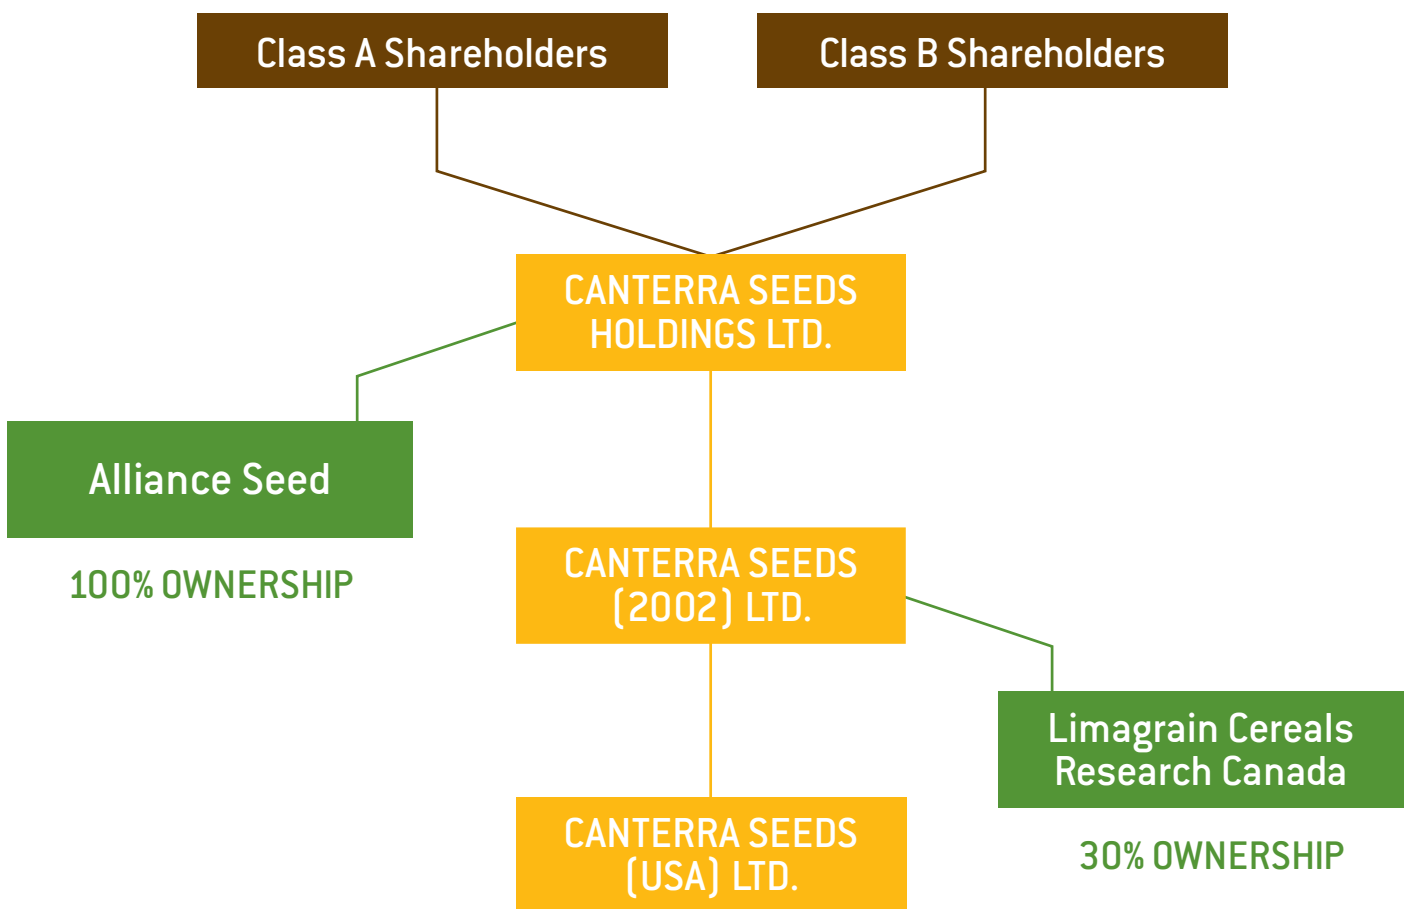 Class A Shareholders
Class B Shareholders
CANTERRA SEEDS
HOLDINGS LTD.
Alliance Seed
100% OWNERSHIP
CANTERRA SEEDS
(2002) LTD.
Limagrain Cereals
Research Canada
30% OWNERSHIP
CANTERRA SEEDS
(USA) LTD.